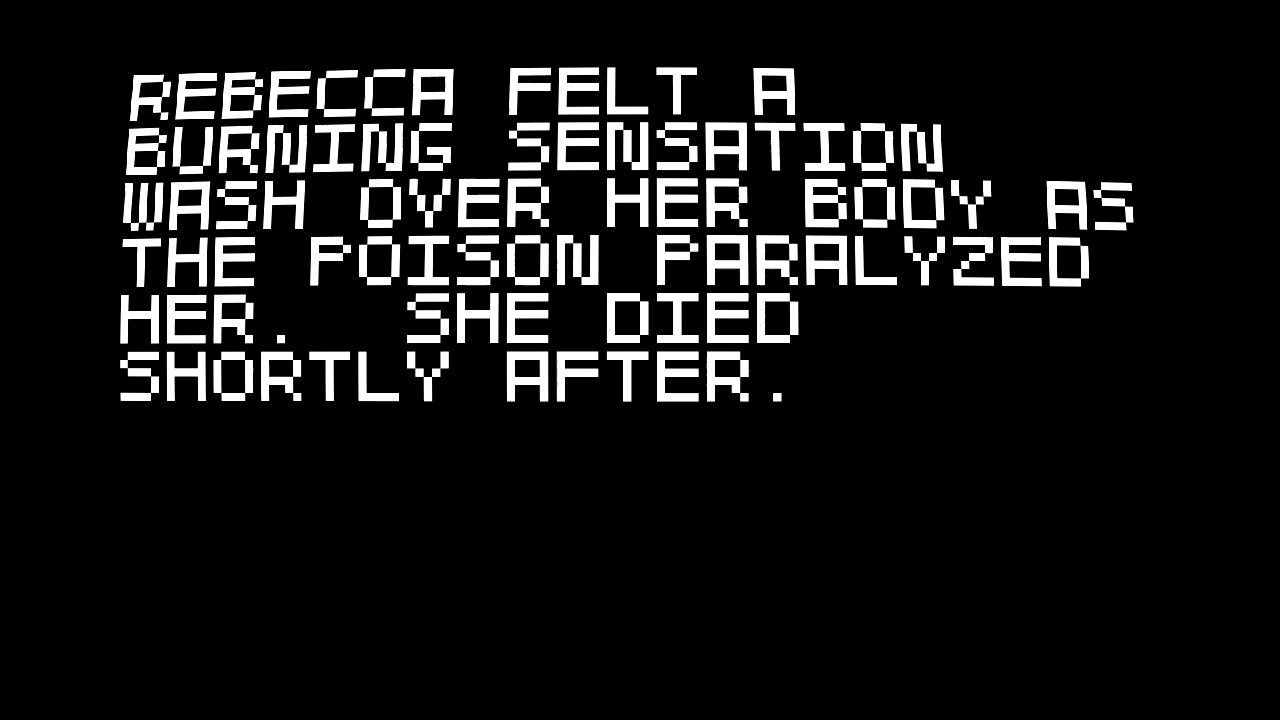 REBECCA FELT A
BURNING SENSATION
WASH OVER HER BODY AS
THE POISON PARALYZED
HER.  SHE DIED
SHORTLY AFTER.